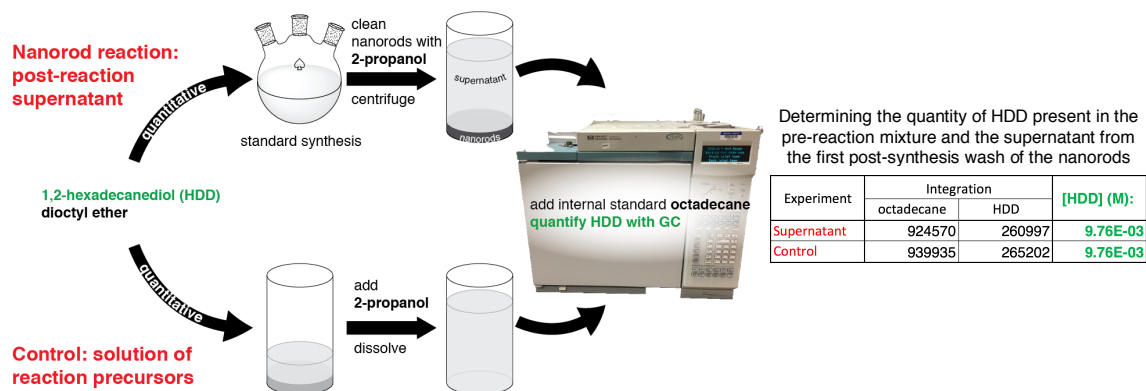 Nanorod reaction:
post-reaction
supernatant
quantitative
standard synthesis
clean
nanorods with
2-propanol
centrifuge
supernatant
nanorods
1,2-hexadecanediol (HDD)
dioctyl ether
add internal standard octadecane
quantify HDD with GC
quantitative
Control: solution of
reaction precursors
add
2-propanol
dissolve
Determining the quantity of HDD present in the
pre-reaction mixture and the supernatant from
the first post-synthesis wash of the nanorods
Experiment Integration [HDD] (M):
octadecane HDD
Supernatant 924570 260997 9.76E-03
Control 939935 265202 9.76E-03